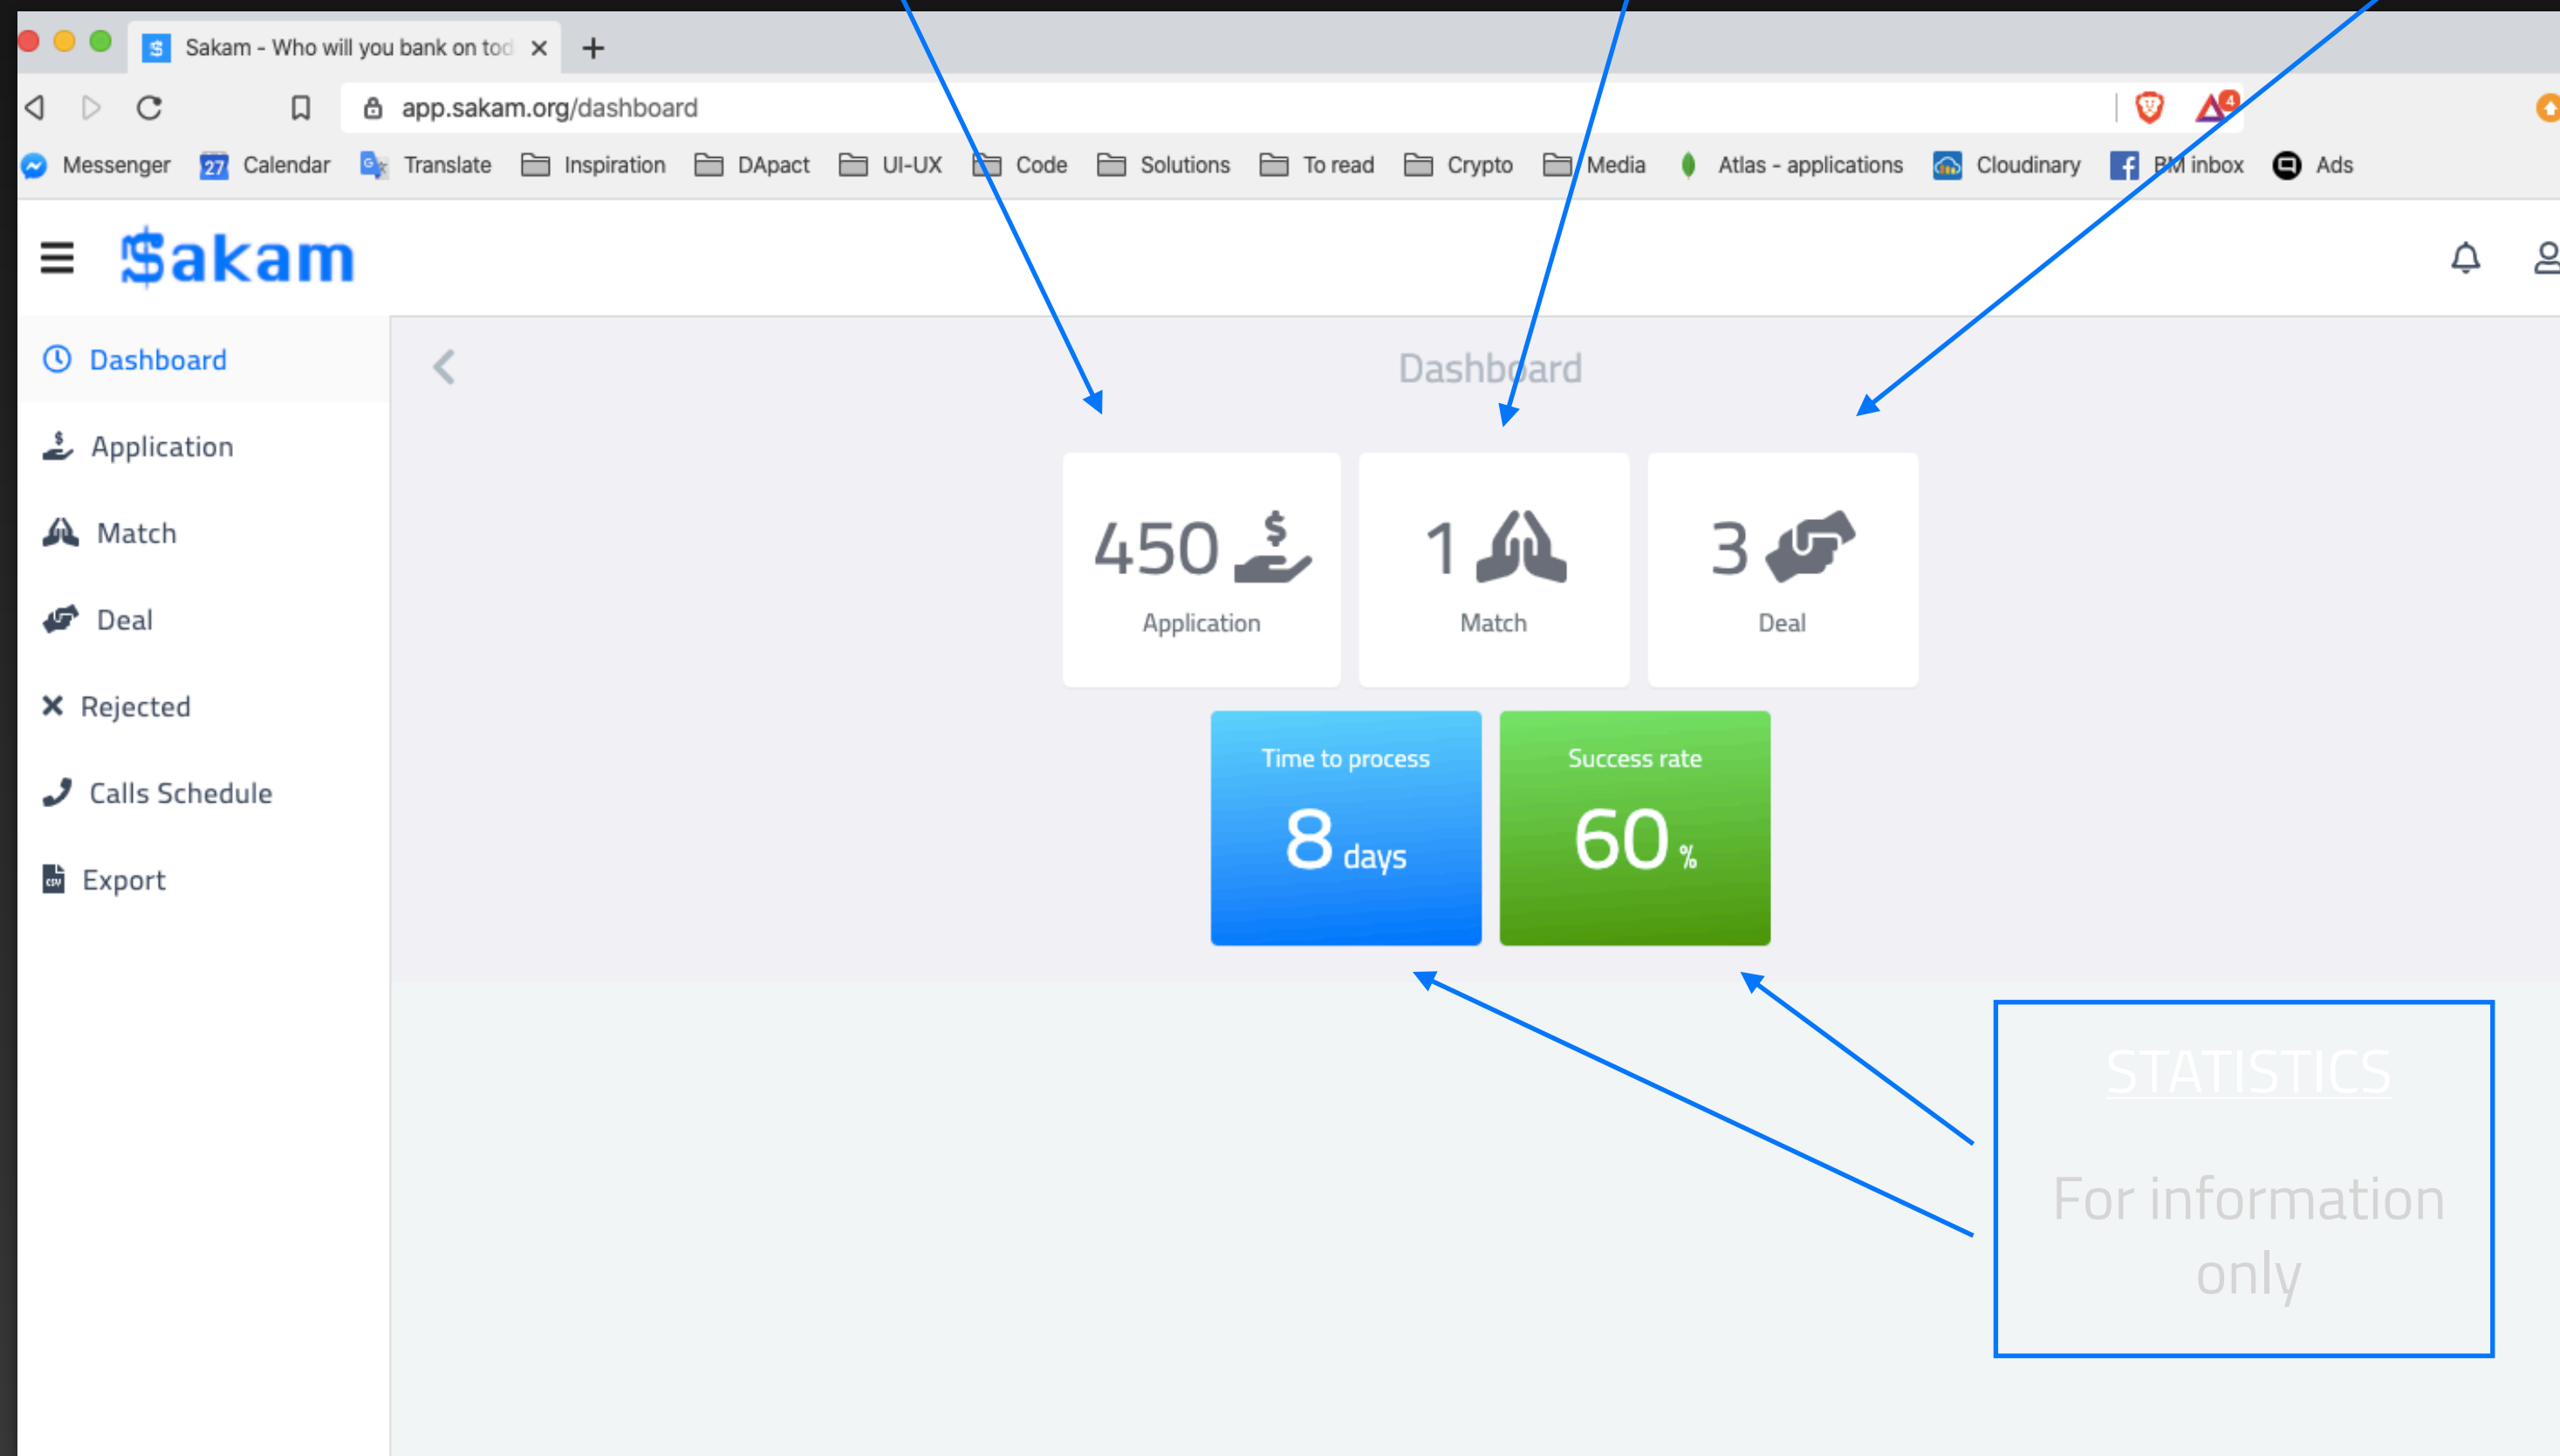 Sakam - Who will you bank on tod
app.sakam.org/dashboard
4
Messenger 27 Calendar Translate Inspiration DApact UI-UX Code Solutions To read Crypto Media Atlas - applications Cloudinary BM inbox Ads
$akam
Dashboard
Application
Match
Deal
Rejected
Calls Schedule
CSV Export
Dashboard
450
Application
1
Match
3
Deal
Time to process
8 days
Success rate
60 %
STATISTICS
For information
only